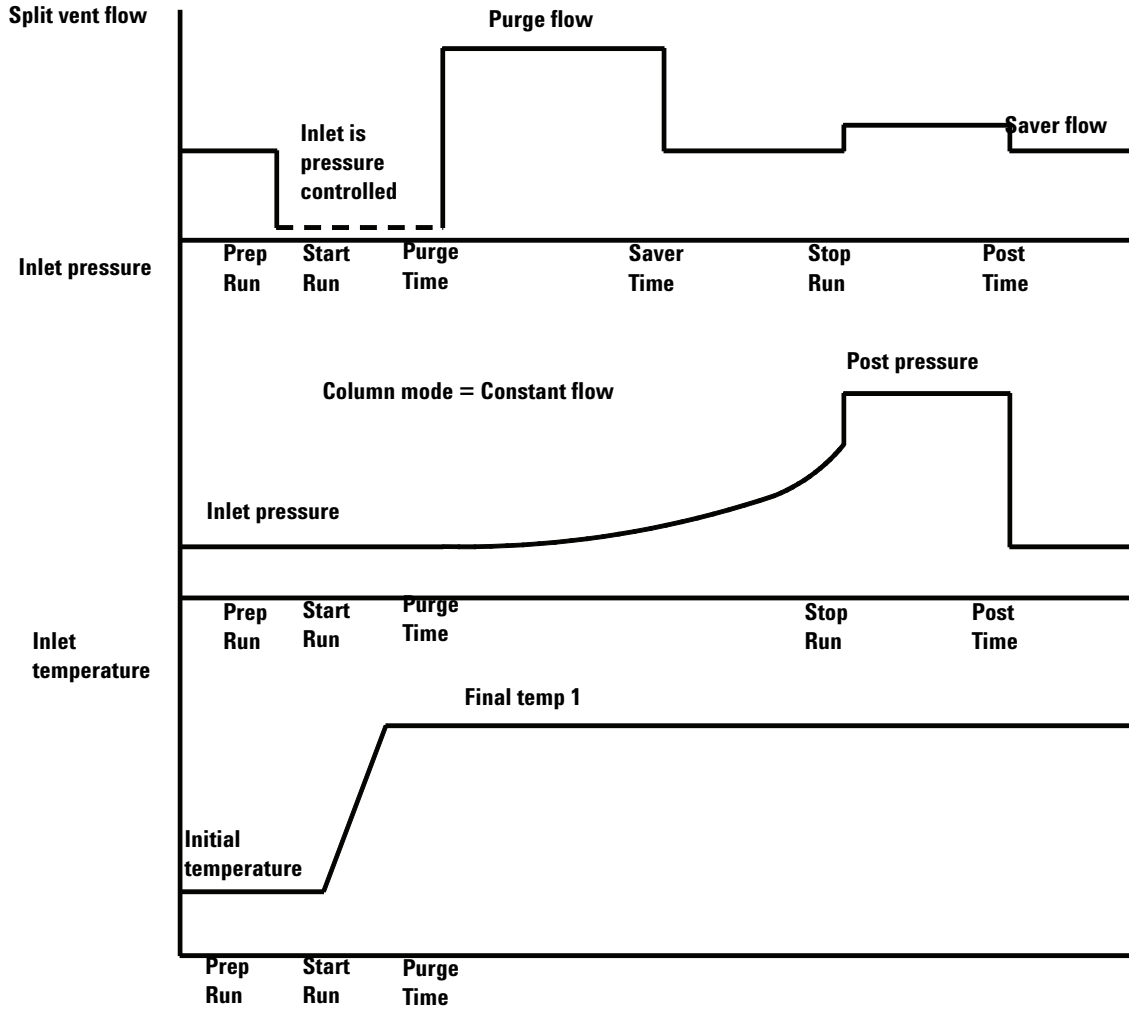 Split vent flow
Purge flow
Inlet is
pressure
controlled
Saver flow
Prep
Run
Start
Run
Purge
Time
Saver
Time
Stop
Run
Post
Time
Inlet pressure
Post pressure
Column mode = Constant flow
Inlet pressure
Prep
Run
Start
Run
Purge
Time
Stop
Run
Post
Time
Inlet
temperature
Final temp 1
Initial
temperature
Prep
Run
Start
Run
Purge
Time